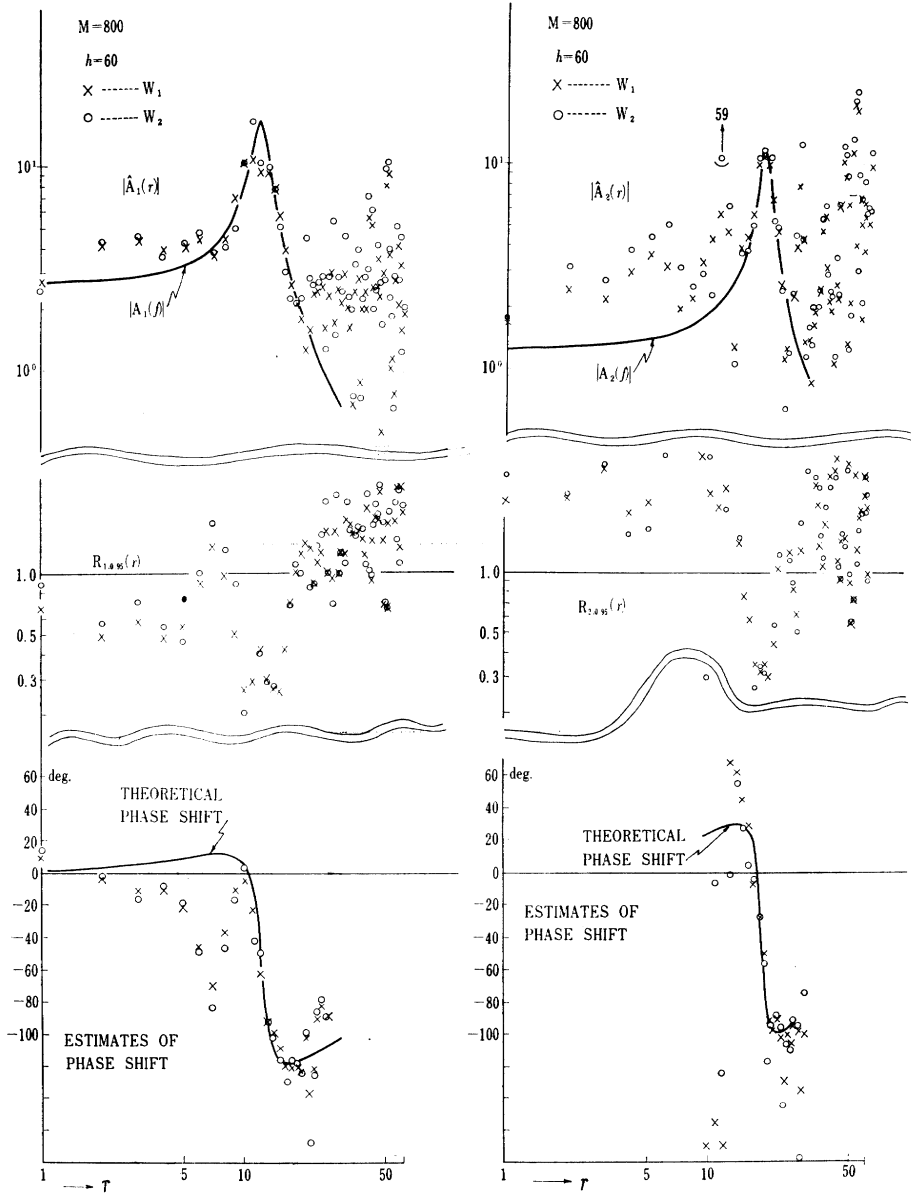 M=800
h=60
× ------ W₁
○ ------ W₂
10¹
|Â₁(r)|
|A₁(f)|
10⁰
R₁.₀.₉₅(r)
1.0
0.5
0.3
60
deg.
THEORETICAL
PHASE SHIFT
20
0
−20
−40
−60
−80
−100
ESTIMATES OF
PHASE SHIFT
1
5
10
50
M=800
h=60
× ------ W₁
○ ------ W₂
59
10¹
|Â₂(r)|
10⁰
|A₂(f)|
1.0
R₂.₀.₉₅(r)
0.5
0.3
60
deg.
40
20
THEORETICAL
PHASE SHIFT
0
−20
ESTIMATES OF
PHASE SHIFT
−40
−60
−80
−100
1
5
10
50
r